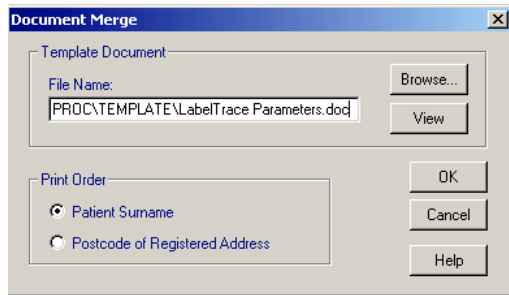 Document Merge
Template Document
File Name:
PROC\TEMPLATE\LabelTrace Parameters.doc
Browse...
View
Print Order
Patient Surname
Postcode of Registered Address
OK
Cancel
Help